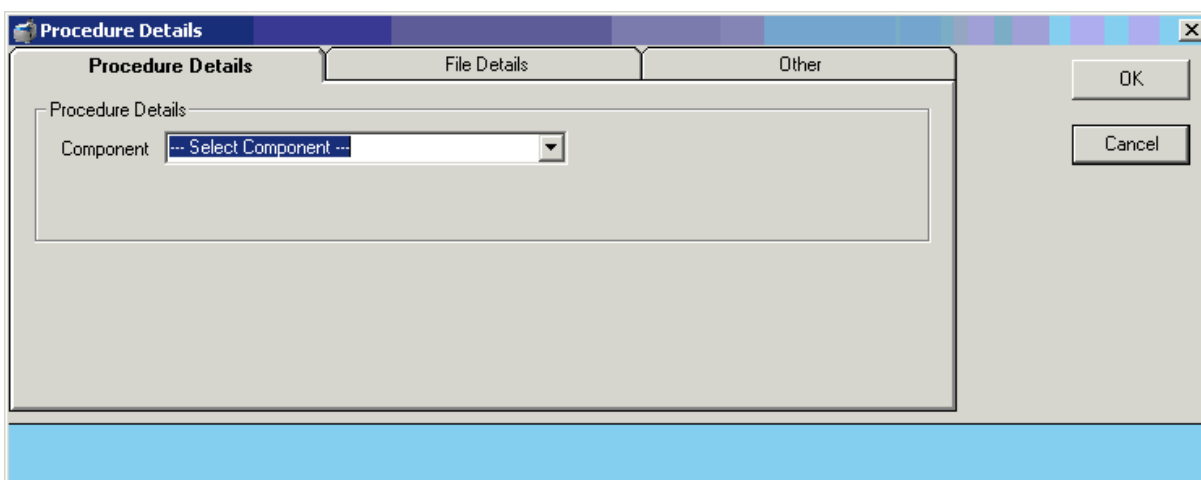 Procedure Details
Procedure Details
File Details
Other
OK
Procedure Details
Component
--- Select Component ---
Cancel